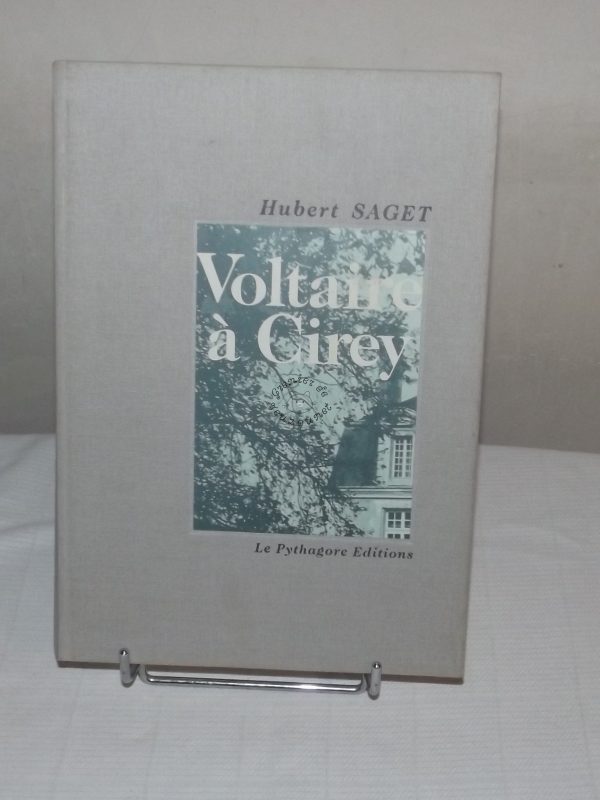 Hubert SAGET
Voltaire
à Cirey
Le Pythagore Editions